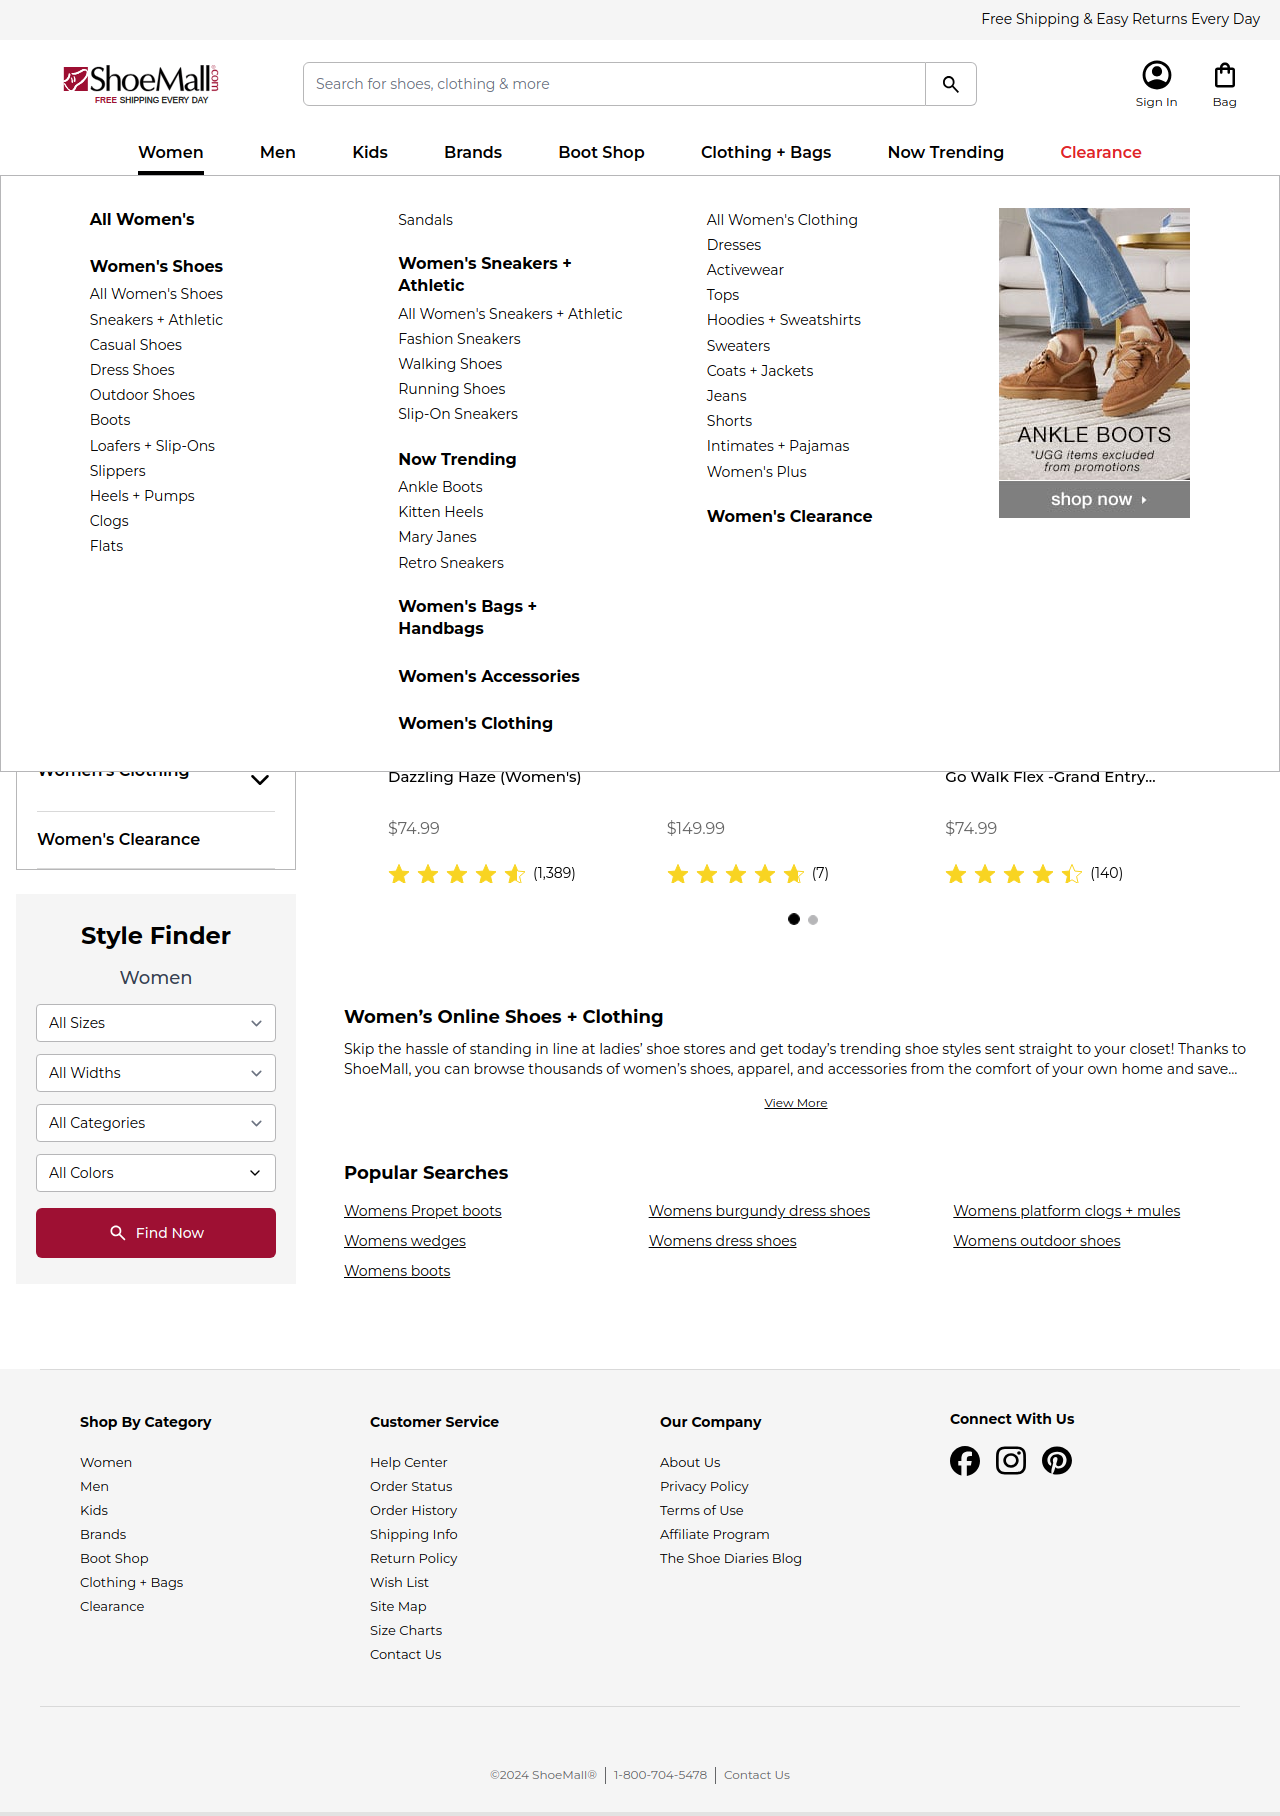 Free Shipping & Easy Returns Every Day
ShoeMall.com
FREE SHIPPING EVERY DAY
Search for shoes, clothing & more
Sign In
Bag
Women
Men
Kids
Brands
Boot Shop
Clothing + Bags
Now Trending
Clearance
All Women's
Women's Shoes
All Women's Shoes
Sneakers + Athletic
Casual Shoes
Dress Shoes
Outdoor Shoes
Boots
Loafers + Slip-Ons
Slippers
Heels + Pumps
Clogs
Flats
Sandals
Women's Sneakers +
Athletic
All Women's Sneakers + Athletic
Fashion Sneakers
Walking Shoes
Running Shoes
Slip-On Sneakers
Now Trending
Ankle Boots
Kitten Heels
Mary Janes
Retro Sneakers
Women's Bags +
Handbags
Women's Accessories
Women's Clothing
All Women's Clothing
Dresses
Activewear
Tops
Hoodies + Sweatshirts
Sweaters
Coats + Jackets
Jeans
Shorts
Intimates + Pajamas
Women's Plus
Women's Clearance
ANKLE BOOTS
*UGG items excluded
from promotions
shop now
Women's Clothing
Women's Clearance
Dazzling Haze (Women's)
Go Walk Flex -Grand Entry...
$74.99
$149.99
$74.99
(1,389)
(7)
(140)
Style Finder
Women
All Sizes
All Widths
All Categories
All Colors
Find Now
Women’s Online Shoes + Clothing
Skip the hassle of standing in line at ladies’ shoe stores and get today’s trending shoe styles sent straight to your closet! Thanks to
ShoeMall, you can browse thousands of women’s shoes, apparel, and accessories from the comfort of your own home and save...
View More
Popular Searches
Womens Propet boots
Womens burgundy dress shoes
Womens platform clogs + mules
Womens wedges
Womens dress shoes
Womens outdoor shoes
Womens boots
Shop By Category
Women
Men
Kids
Brands
Boot Shop
Clothing + Bags
Clearance
Customer Service
Help Center
Order Status
Order History
Shipping Info
Return Policy
Wish List
Site Map
Size Charts
Contact Us
Our Company
About Us
Privacy Policy
Terms of Use
Affiliate Program
The Shoe Diaries Blog
Connect With Us
©2024 ShoeMall® | 1-800-704-5478 | Contact Us